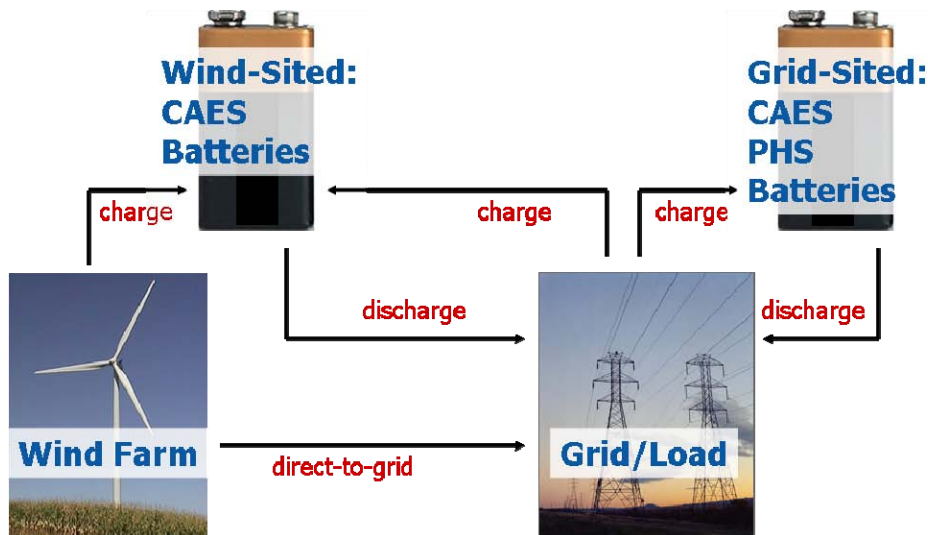 Wind-Sited:
CAES
Batteries
Grid-Sited:
CAES
PHS
Batteries
charge
charge
charge
discharge
discharge
Wind Farm
direct-to-grid
Grid/Load